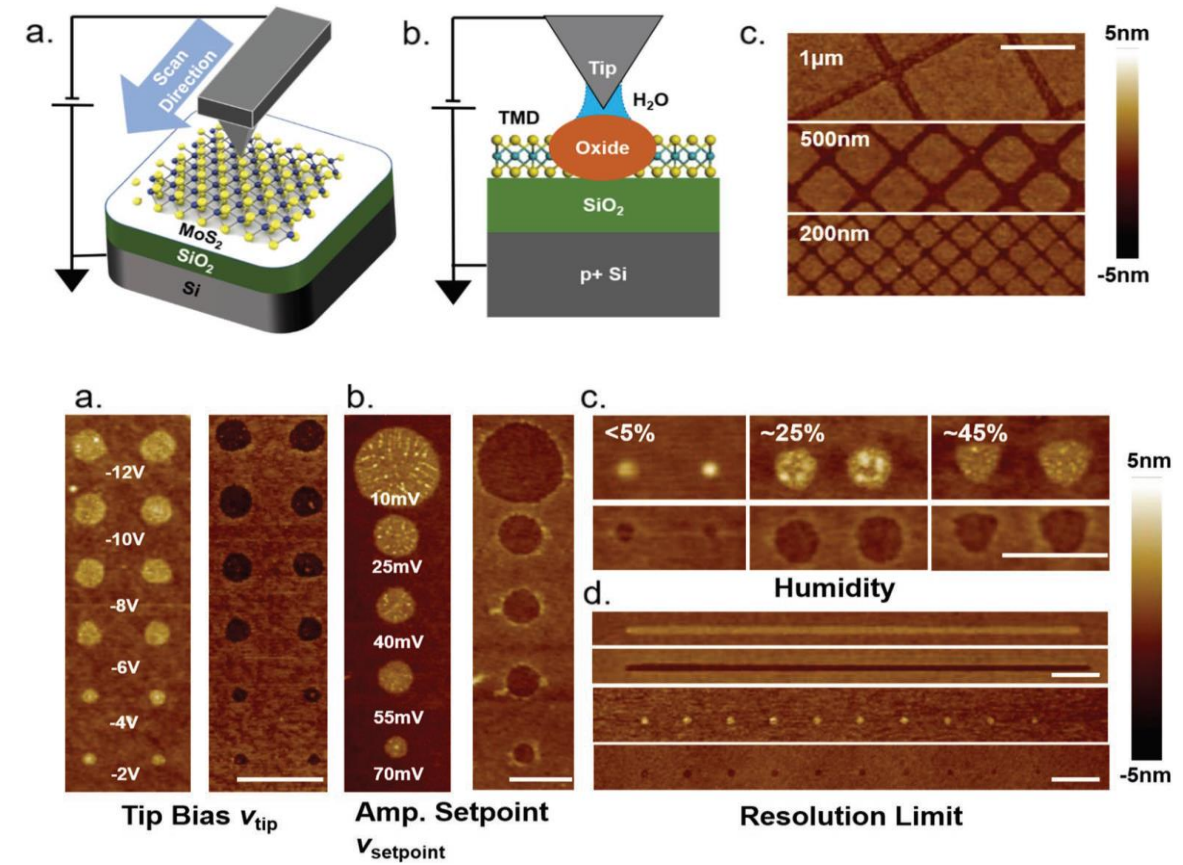 a.
Scan
Direction
MoS2
SiO2
Si
b.
Tip
H2O
TMD
Oxide
SiO2
p+ Si
c.
1µm
500nm
200nm
5nm
-5nm
a.
-12V
-10V
-8V
-6V
-4V
-2V
Tip Bias vtip
b.
10mV
25mV
40mV
55mV
70mV
Amp. Setpoint
vsetpoint
c.
<5%
~25%
~45%
Humidity
d.
Resolution Limit
5nm
-5nm